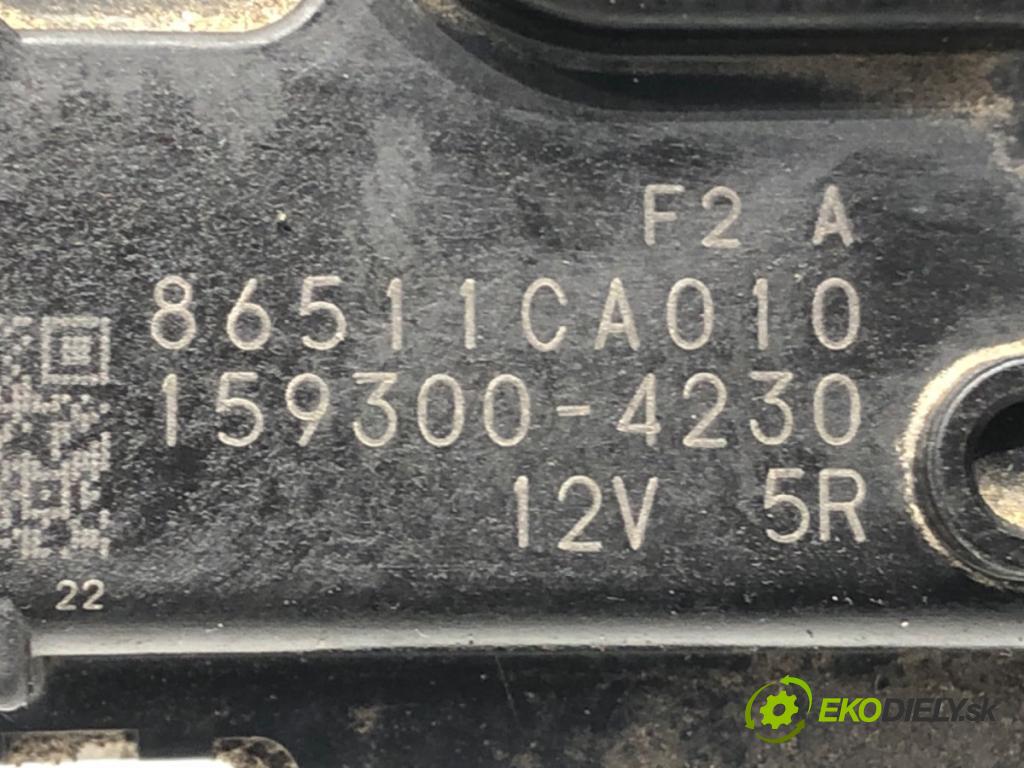 F2 A
86511CA010
159300-4230
12V 5R
22
EKODIELY.sk